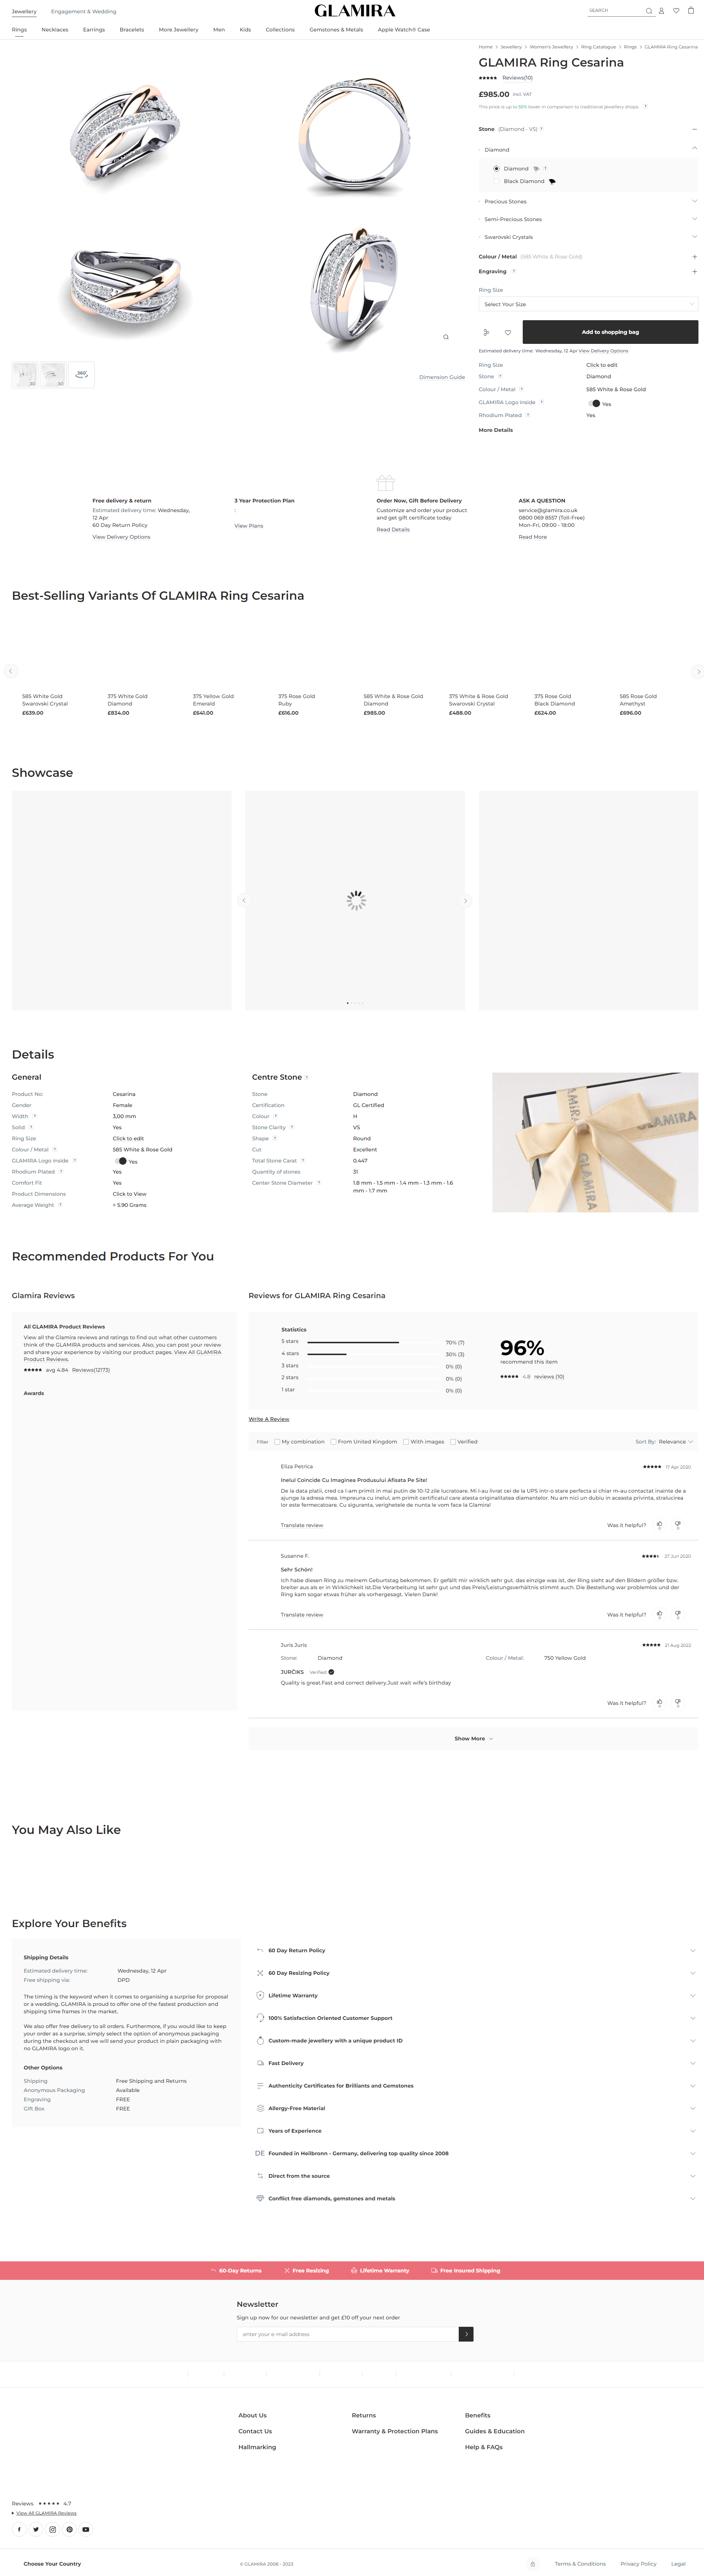 Jewellery Engagement & Wedding
GLAMIRA
SEARCH
Rings Necklaces Earrings Bracelets More Jewellery Men Kids Collections Gemstones & Metals Apple Watch® Case
Home > Jewellery > Women's Jewellery > Ring Catalogue > Rings > GLAMIRA Ring Cesarina
GLAMIRA Ring Cesarina
★★★★★ Reviews(10)
£985.00 incl. VAT
This price is up to 50% lower in comparison to traditional jewellery shops. ?
Stone (Diamond - VS) ?
Diamond
Diamond ?
Black Diamond
Precious Stones
Semi-Precious Stones
Swarovski Crystals
Colour / Metal (585 White & Rose Gold)
Engraving ?
Ring Size
Select Your Size
Add to shopping bag
Estimated delivery time: Wednesday, 12 Apr View Delivery Options
Ring Size Click to edit
Stone ? Diamond
Colour / Metal ? 585 White & Rose Gold
GLAMIRA Logo Inside ? Yes
Rhodium Plated ? Yes
More Details
3D 3D 360°
Dimension Guide
Free delivery & return
Estimated delivery time: Wednesday,
12 Apr
60 Day Return Policy
View Delivery Options
3 Year Protection Plan
:
View Plans
Order Now, Gift Before Delivery
Customize and order your product
and get gift certificate today
Read Details
ASK A QUESTION
service@glamira.co.uk
0800 069 8557 (Toll-Free)
Mon-Fri, 09:00 - 18:00
Read More
Best-Selling Variants Of GLAMIRA Ring Cesarina
585 White Gold
Swarovski Crystal
£639.00
375 White Gold
Diamond
£834.00
375 Yellow Gold
Emerald
£641.00
375 Rose Gold
Ruby
£616.00
585 White & Rose Gold
Diamond
£985.00
375 White & Rose Gold
Swarovski Crystal
£488.00
375 Rose Gold
Black Diamond
£624.00
585 Rose Gold
Amethyst
£696.00
Showcase
Details
General
Product No: Cesarina
Gender Female
Width ? 3,00 mm
Solid ? Yes
Ring Size Click to edit
Colour / Metal ? 585 White & Rose Gold
GLAMIRA Logo Inside ? Yes
Rhodium Plated ? Yes
Comfort Fit Yes
Product Dimensions Click to View
Average Weight ? ≈ 5.90 Grams
Centre Stone ?
Stone Diamond
Certification GL Certified
Colour ? H
Stone Clarity ? VS
Shape ? Round
Cut Excellent
Total Stone Carat ? 0.447
Quantity of stones 31
Center Stone Diameter ? 1.8 mm - 1.5 mm - 1.4 mm - 1.3 mm - 1.6
mm - 1.7 mm
GLAMIRA
GLAMIRA
GLAMIRA
Recommended Products For You
Glamira Reviews
All GLAMIRA Product Reviews
View all the Glamira reviews and ratings to find out what other customers
think of the GLAMIRA products and services. Also, you can post your review
and share your experience by visiting our product pages. View All GLAMIRA
Product Reviews.
★★★★★ avg 4.84 Reviews(12173)
Awards
Reviews for GLAMIRA Ring Cesarina
Statistics
5 stars 70% (7)
4 stars 30% (3)
3 stars 0% (0)
2 stars 0% (0)
1 star 0% (0)
96%
recommend this item
★★★★★ 4.8 reviews (10)
Write A Review
Filter My combination From United Kingdom With images Verified
Sort By: Relevance
Eliza Petrica
★★★★★ 17 Apr 2020
Inelul Coincide Cu Imaginea Produsului Afisata Pe Site!
De la data platii, cred ca l-am primit in mai putin de 10-12 zile lucratoare. Mi l-au livrat cei de la UPS intr-o stare perfecta si chiar m-au contactat inainte de a
ajunge la adresa mea. Impreuna cu inelul, am primit certificatul care atesta originalitatea diamantelor. Nu am nici un dubiu in aceasta privinta, stralucirea
lor este fermecatoare. Cu siguranta, verighetele de nunta le vom face la Glamira!
Translate review
Was it helpful? 0 0
Susanne F.
27 Jun 2020
Sehr Schön!
Ich habe diesen Ring zu meinem Geburtstag bekommen. Er gefällt mir wirklich sehr gut. das einzige was ist, der Ring sieht auf den Bildern größer bzw.
breiter aus als er in Wirklichkeit ist.Die Verarbeitung ist sehr gut und das Preis/Leistungsverhältnis stimmt auch. Die Bestellung war problemlos und der
Ring kam sogar etwas früher als vorhergesagt. Vielen Dank!
Translate review
Was it helpful? 0 0
Juris Juris
★★★★★ 21 Aug 2022
Stone: Diamond Colour / Metal: 750 Yellow Gold
JURČIKS Verified
Quality is great.Fast and correct delivery.Just wait wife's birthday
Was it helpful? 0 0
Show More
You May Also Like
Explore Your Benefits
Shipping Details
Estimated delivery time: Wednesday, 12 Apr
Free shipping via: DPD
The timing is the keyword when it comes to organising a surprise for proposal
or a wedding. GLAMIRA is proud to offer one of the fastest production and
shipping time frames in the market.
We also offer free delivery to all orders. Furthermore, if you would like to keep
your order as a surprise, simply select the option of anonymous packaging
during the checkout and we will send your product in plain packaging with
no GLAMIRA logo on it.
Other Options
Shipping Free Shipping and Returns
Anonymous Packaging Available
Engraving FREE
Gift Box FREE
60 Day Return Policy
60 Day Resizing Policy
Lifetime Warranty
100% Satisfaction Oriented Customer Support
Custom-made jewellery with a unique product ID
Fast Delivery
Authenticity Certificates for Brilliants and Gemstones
Allergy-Free Material
Years of Experience
DE Founded in Heilbronn - Germany, delivering top quality since 2008
Direct from the source
Conflict free diamonds, gemstones and metals
60-Day Returns Free Resizing Lifetime Warranty Free Insured Shipping
Newsletter
Sign up now for our newsletter and get £10 off your next order
enter your e-mail address
About Us Returns Benefits
Contact Us Warranty & Protection Plans Guides & Education
Hallmarking Help & FAQs
Reviews ★★★★★ 4.7
View All GLAMIRA Reviews
Choose Your Country
© GLAMIRA 2008 - 2023
Terms & Conditions Privacy Policy Legal